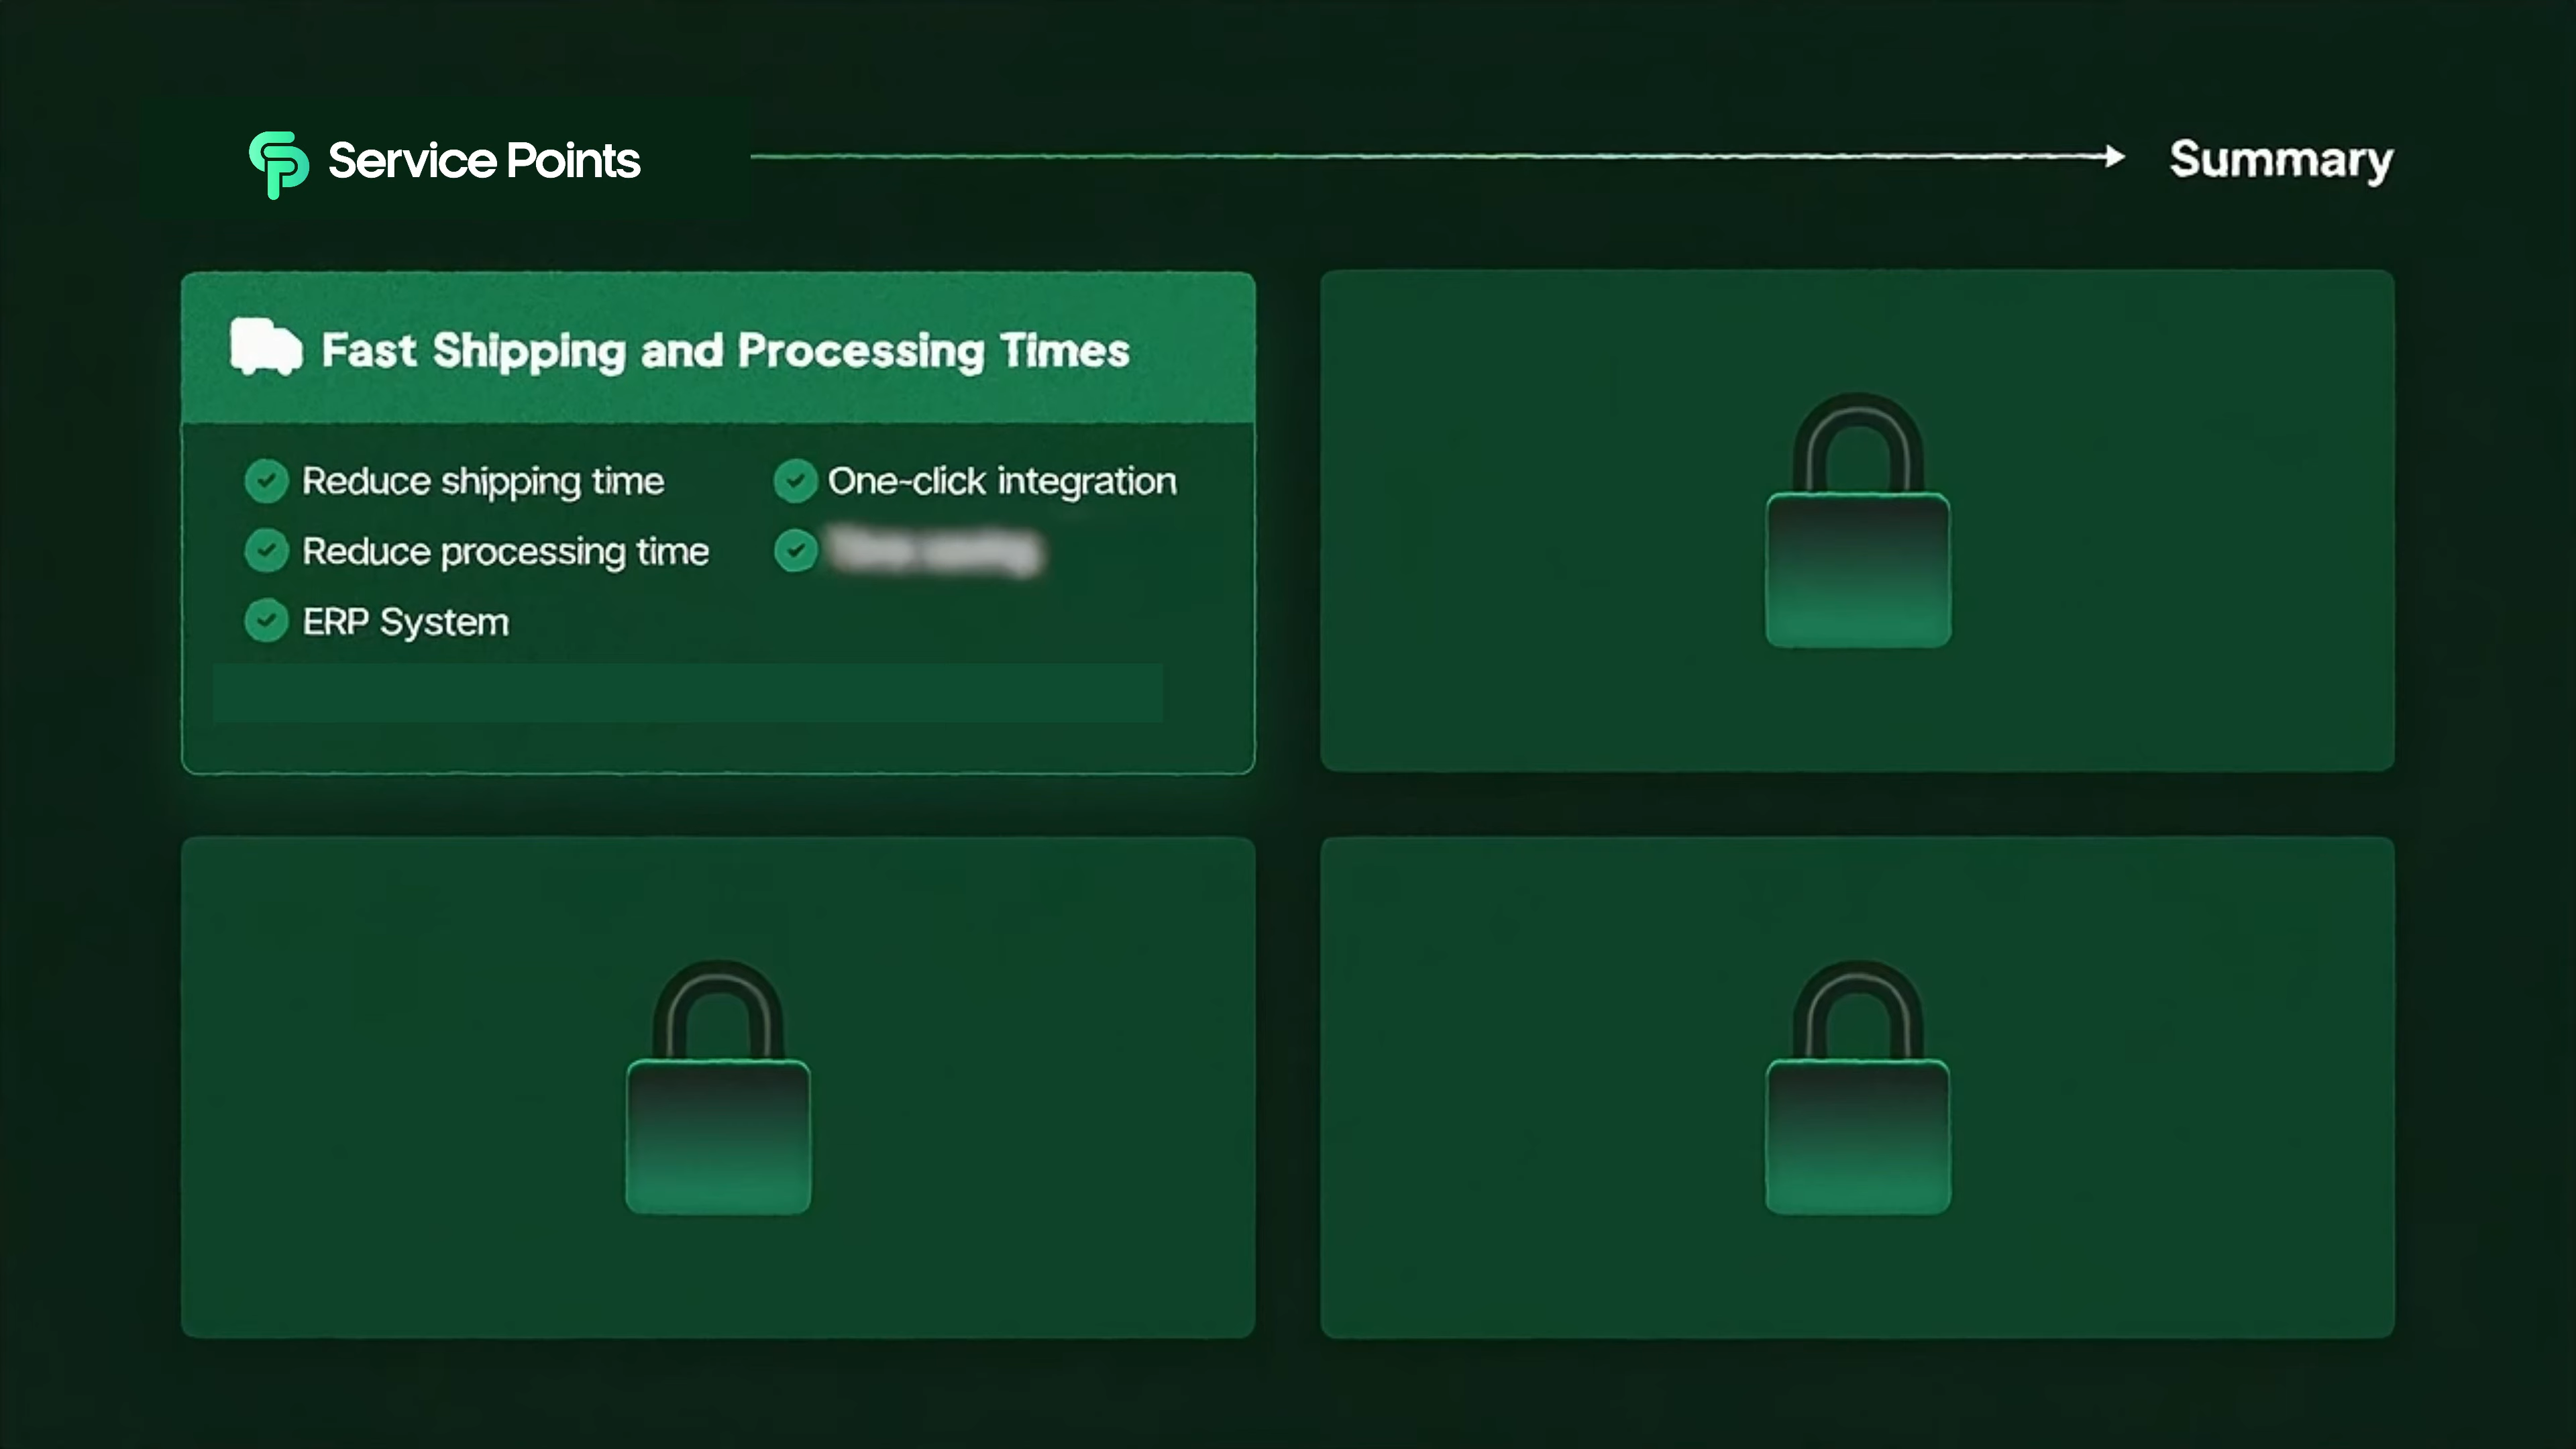 Service Points
Summary
Fast Shipping and Processing Times
Reduce shipping time
One-click integration
Reduce processing time
ERP System